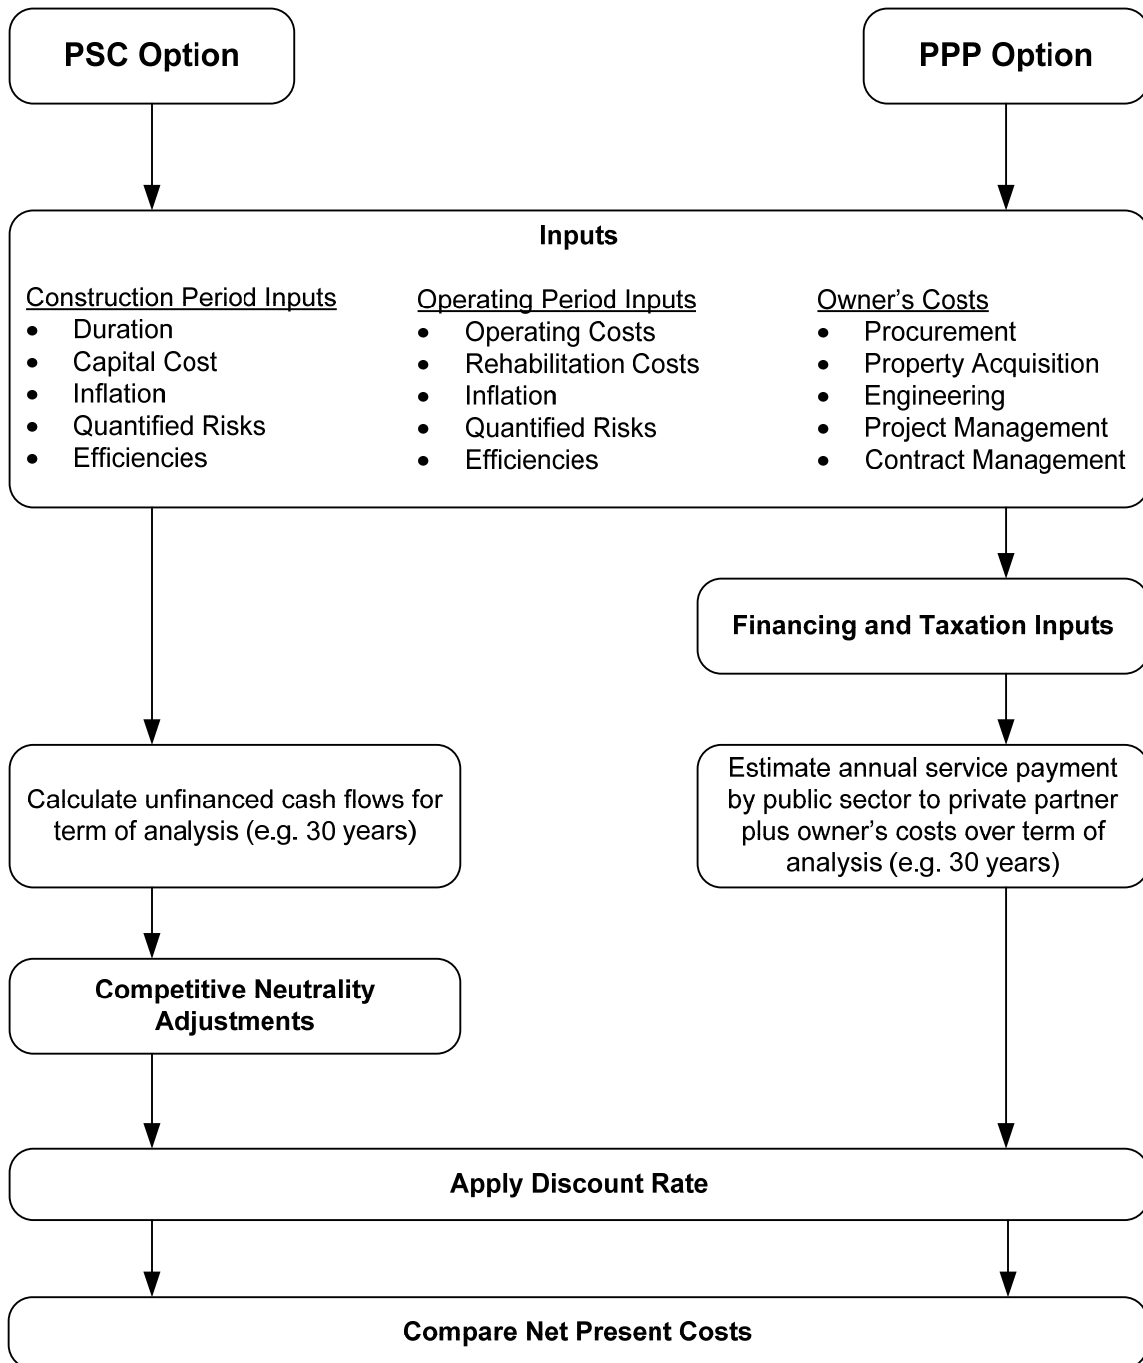 PSC Option
PPP Option
Inputs
Construction Period Inputs
• Duration
• Capital Cost
• Inflation
• Quantified Risks
• Efficiencies
Operating Period Inputs
• Operating Costs
• Rehabilitation Costs
• Inflation
• Quantified Risks
• Efficiencies
Owner’s Costs
• Procurement
• Property Acquisition
• Engineering
• Project Management
• Contract Management
Financing and Taxation Inputs
Calculate unfinanced cash flows for
term of analysis (e.g. 30 years)
Estimate annual service payment
by public sector to private partner
plus owner’s costs over term of
analysis (e.g. 30 years)
Competitive Neutrality
Adjustments
Apply Discount Rate
Compare Net Present Costs